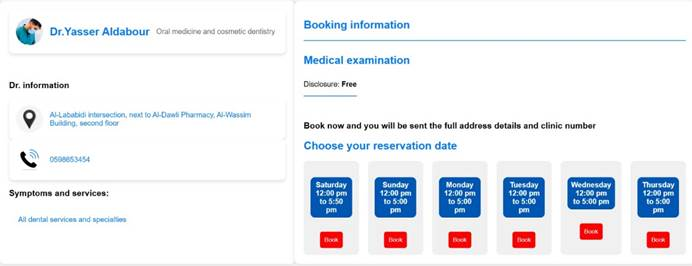 Dr.Yasser Aldabour
Oral medicine and cosmetic dentistry
Dr. information
Al-Lababidi intersection, next to Al-Dawli Pharmacy, Al-Wassim
Building, second floor
0598653454
Symptoms and services:
All dental services and specialties
Booking information
Medical examination
Disclosure: Free
Book now and you will be sent the full address details and clinic number
Choose your reservation date
Saturday
12:00 pm
to 5:50
pm
Book
Sunday
12:00 pm
to 5:00
pm
Book
Monday
12:00 pm
to 5:00
pm
Book
Tuesday
12:00 pm
to 5:00
pm
Book
Wednesday
12:00 pm
to 5:00 pm
Book
Thursday
12:00 pm
to 5:00
pm
Book